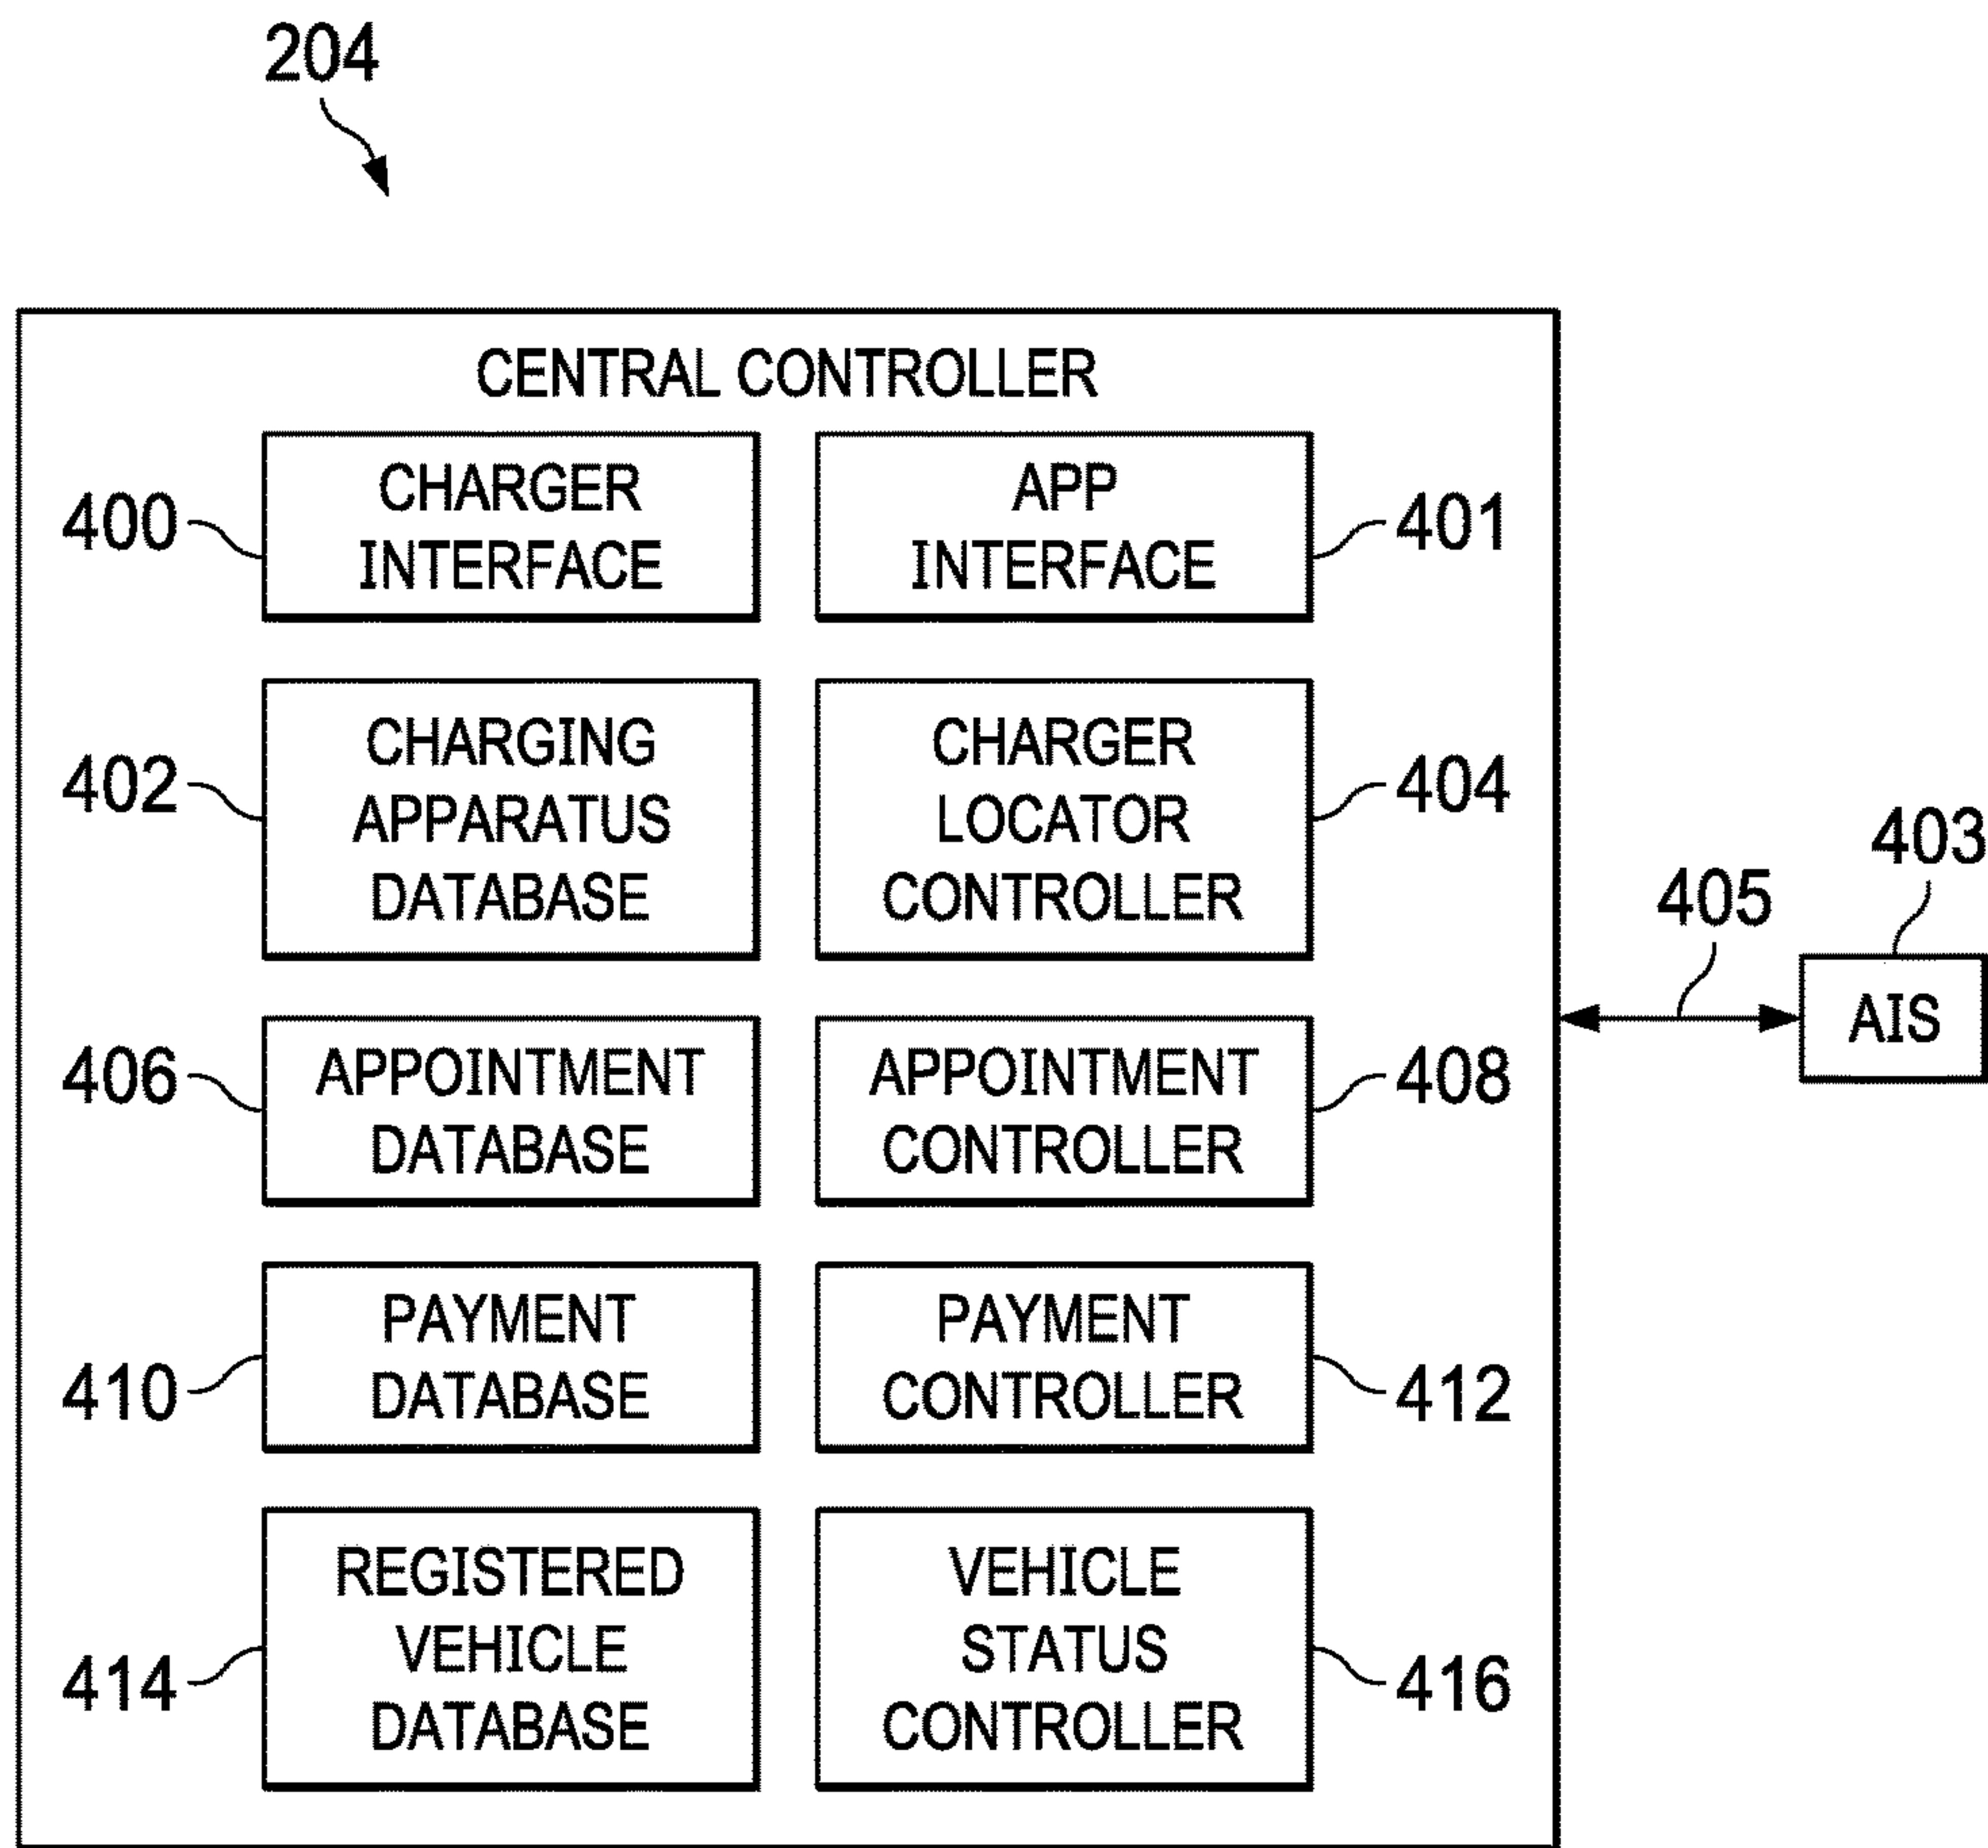 204
CENTRAL CONTROLLER
400
CHARGER
INTERFACE
APP
INTERFACE
401
402
CHARGING
APPARATUS
DATABASE
CHARGER
LOCATOR
CONTROLLER
404
403
405
AIS
406
APPOINTMENT
DATABASE
APPOINTMENT
CONTROLLER
408
410
PAYMENT
DATABASE
PAYMENT
CONTROLLER
412
414
REGISTERED
VEHICLE
DATABASE
VEHICLE
STATUS
CONTROLLER
416